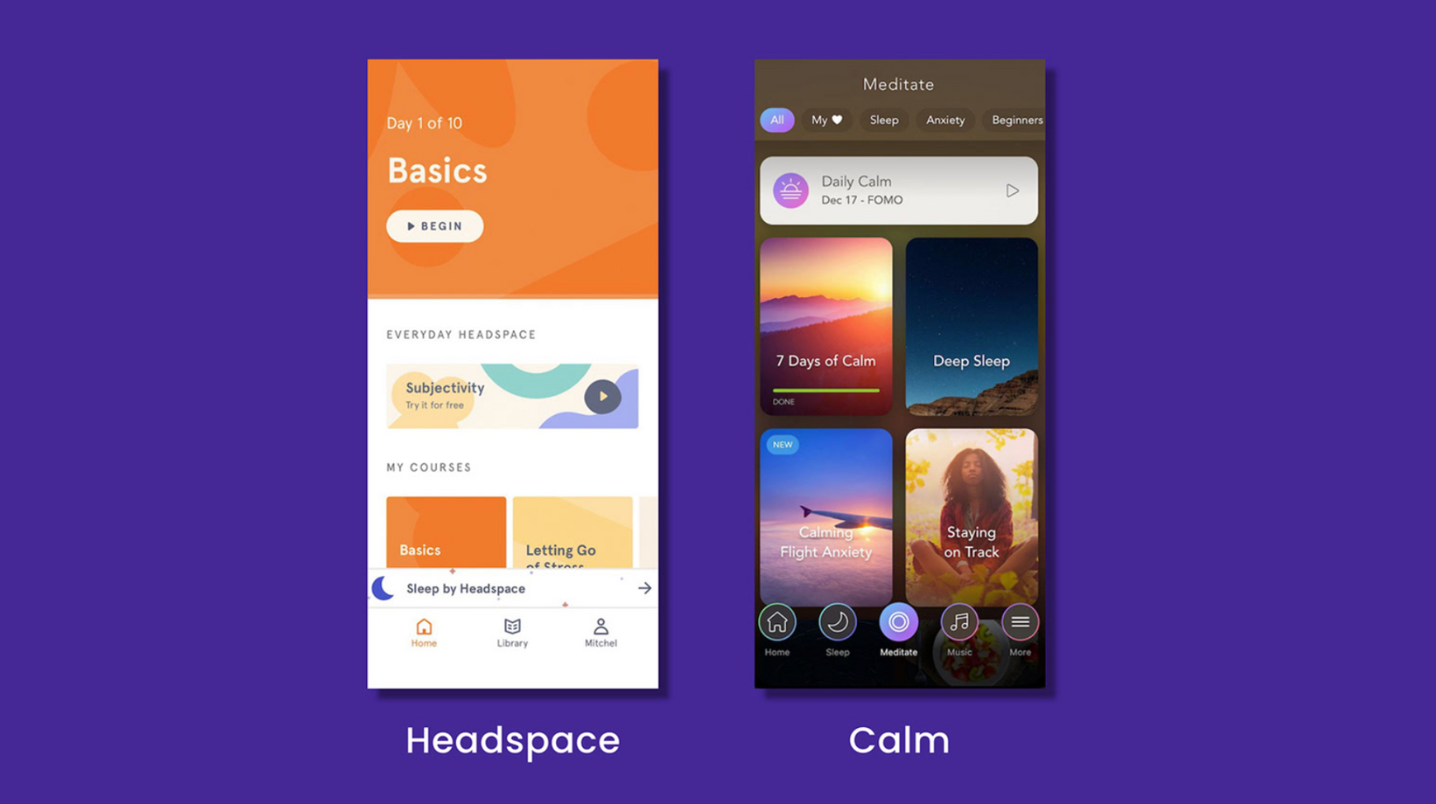 Day 1 of 10
Basics
BEGIN
EVERYDAY HEADSPACE
Subjectivity
Try it for free
MY COURSES
Basics
Letting Go
of Stress
Sleep by Headspace
Home Library Mitchel
Headspace
Meditate
All My Sleep Anxiety Beginners
Daily Calm
Dec 17 - FOMO
7 Days of Calm
DONE
Deep Sleep
NEW
Calming
Flight Anxiety
Staying
on Track
Home Sleep Meditate Music More
Calm